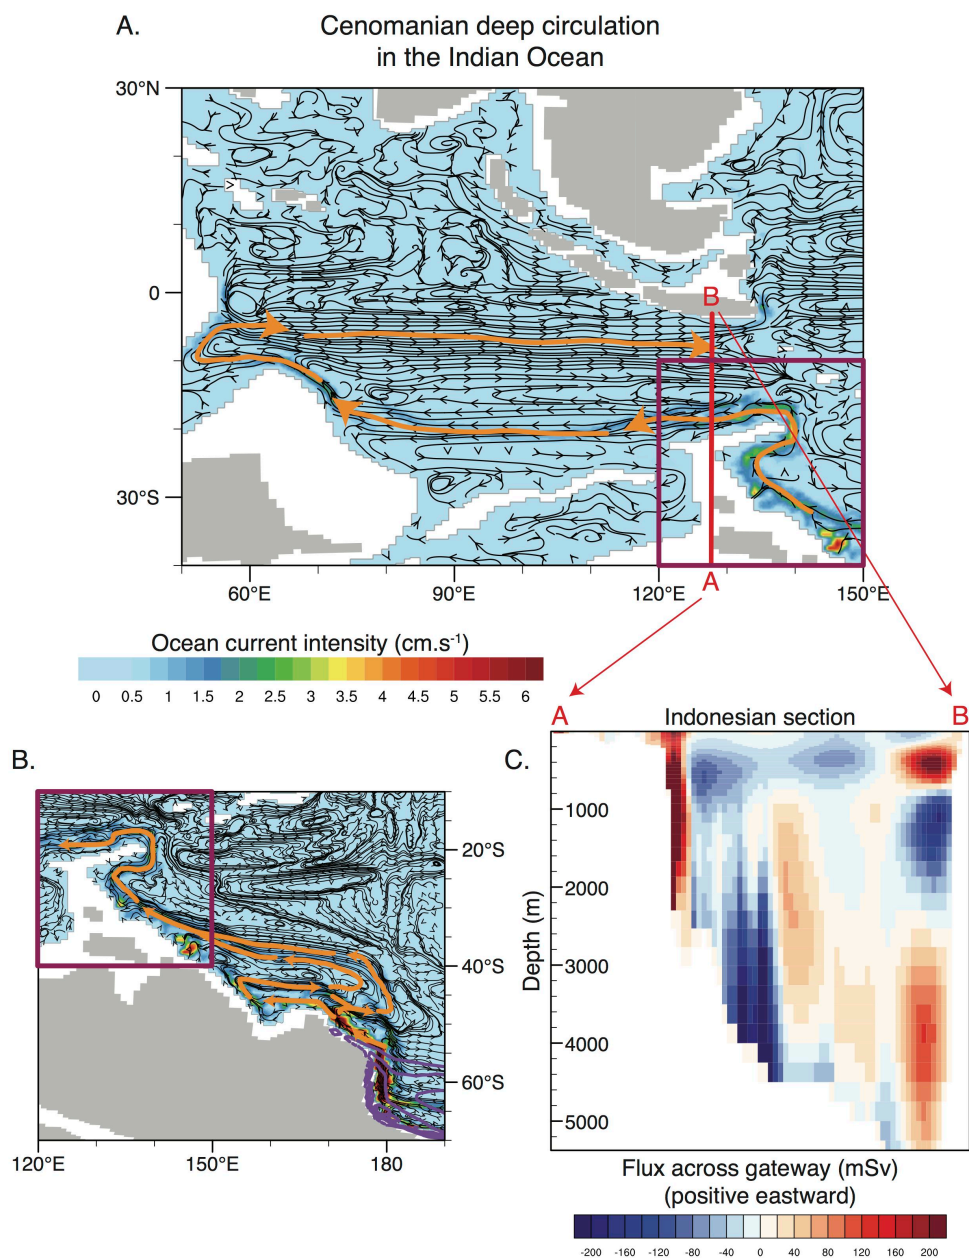 A.
Cenomanian deep circulation
in the Indian Ocean
30°N
0
30°S
B
A
60°E 90°E 120°E 150°E
Ocean current intensity (cm.s⁻¹)
0 0.5 1 1.5 2 2.5 3 3.5 4 4.5 5 5.5 6
B.
20°S
40°S
60°S
120°E 150°E 180
C.
A B
Indonesian section
Depth (m)
1000
2000
3000
4000
5000
Flux across gateway (mSv)
(positive eastward)
-200 -160 -120 -80 -40 0 40 80 120 160 200